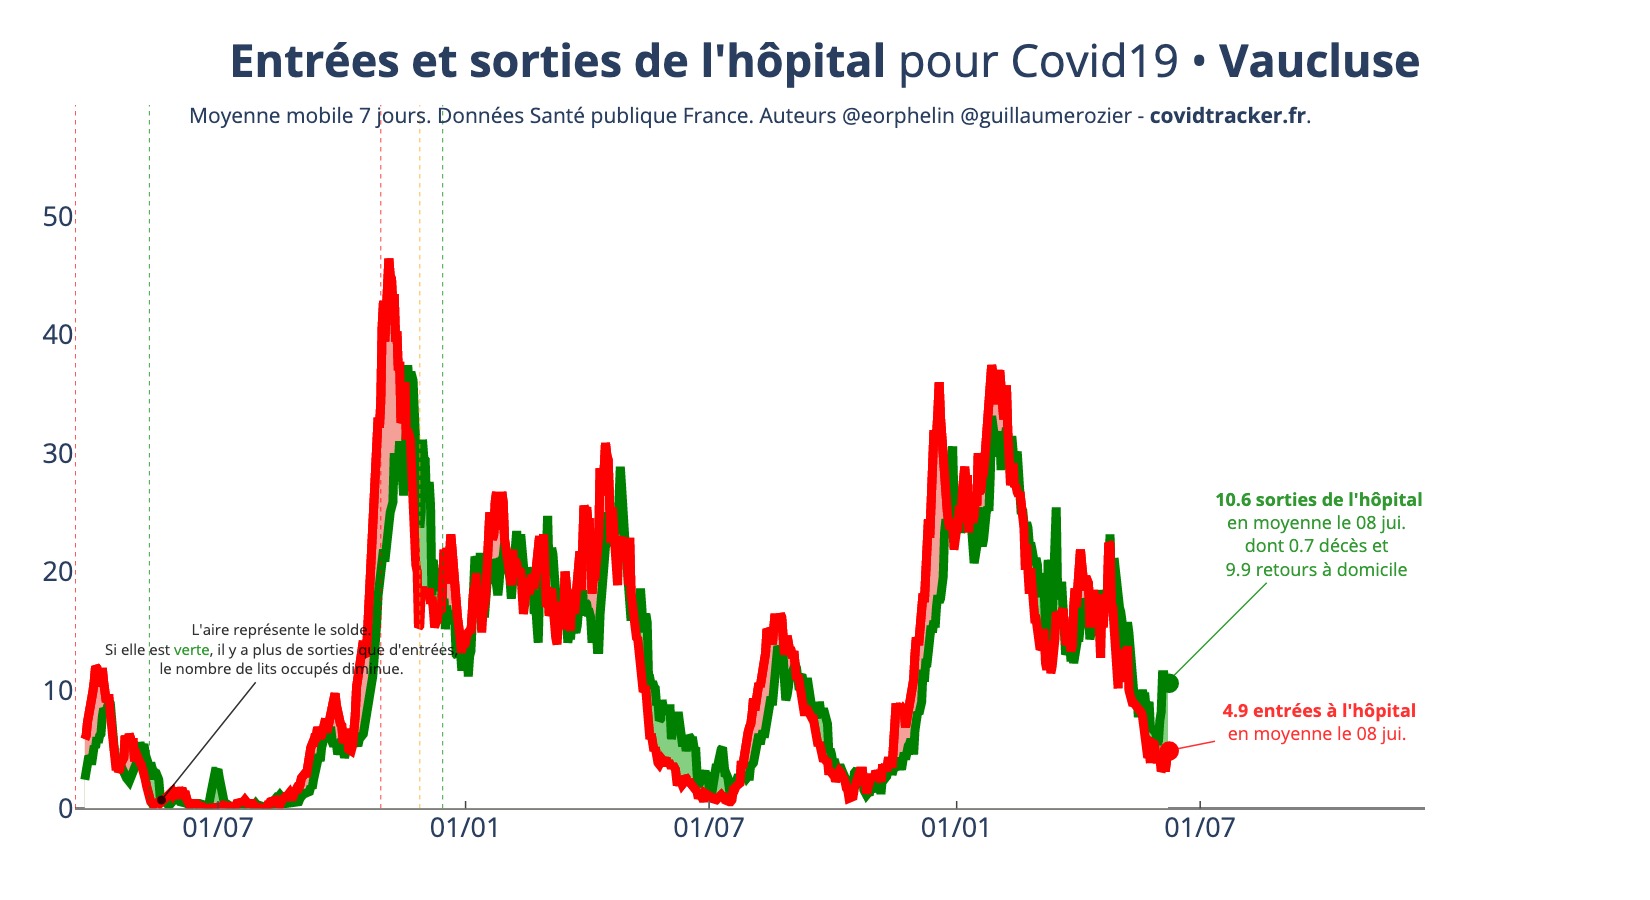 Entrées et sorties de l'hôpital pour Covid19 • Vaucluse
Moyenne mobile 7 jours. Données Santé publique France. Auteurs @eorphelin @guillaumerozier - covidtracker.fr.
50
40
30
20
10
0
L'aire représente le solde.
Si elle est verte, il y a plus de sorties que d'entrées,
le nombre de lits occupés diminue.
10.6 sorties de l'hôpital
en moyenne le 08 jui.
dont 0.7 décès et
9.9 retours à domicile
4.9 entrées à l'hôpital
en moyenne le 08 jui.
01/07
01/01
01/07
01/01
01/07